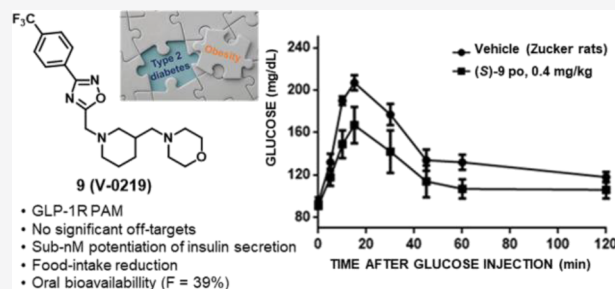 F3C
N
N
O
N
N
O
9 (V-0219)
Type 2
diabetes
Obesity
• GLP-1R PAM
• No significant off-targets
• Sub-nM potentiation of insulin secretion
• Food-intake reduction
• Oral bioavailabillity (F = 39%)
GLUCOSE (mg/dL)
240
200
160
120
80
Vehicle (Zucker rats)
(S)-9 po, 0.4 mg/kg
0 20 40 60 80 100 120
TIME AFTER GLUCOSE INJECTION (min)